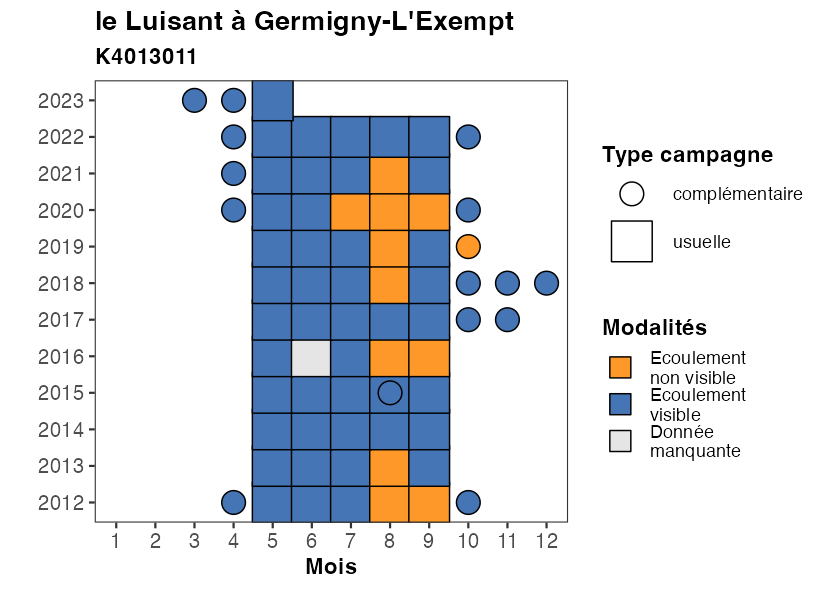 le Luisant à Germigny-L'Exempt
K4013011
2023
2022
2021
2020
2019
2018
2017
2016
2015
2014
2013
2012
1 2 3 4 5 6 7 8 9 10 11 12
Mois
Type campagne
complémentaire
usuelle
Modalités
Ecoulement
non visible
Ecoulement
visible
Donnée
manquante